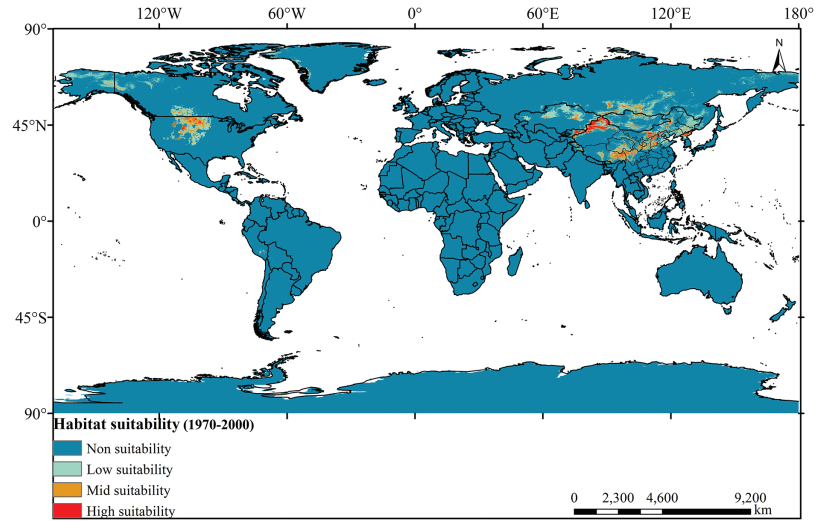 120°W 60°W 0° 60°E 120°E 180°
90°
N
45°N
0°
45°S
90°
Habitat suitability (1970-2000)
Non suitability
Low suitability
Mid suitability
High suitability
0 2,300 4,600 9,200
km